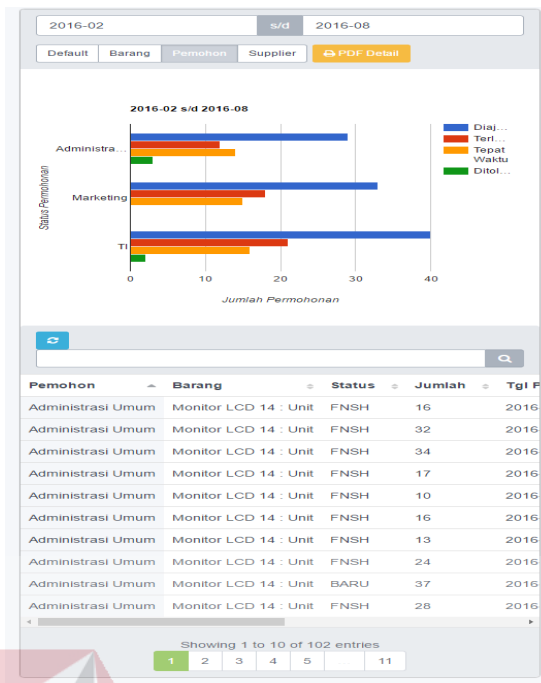 2016-02 s/d 2016-08
Default Barang Pemohon Supplier PDF Detail
2016-02 s/d 2016-08
Diaj...
Terl...
Tepat
Waktu
Ditol...
Administra...
Marketing
TI
Status Permohonan
0 10 20 30 40
Jumlah Permohonan
Pemohon Barang Status Jumlah Tgl F
Administrasi Umum Monitor LCD 14 : Unit FNSH 16 2016
Administrasi Umum Monitor LCD 14 : Unit FNSH 32 2016
Administrasi Umum Monitor LCD 14 : Unit FNSH 34 2016
Administrasi Umum Monitor LCD 14 : Unit FNSH 17 2016
Administrasi Umum Monitor LCD 14 : Unit FNSH 10 2016
Administrasi Umum Monitor LCD 14 : Unit FNSH 16 2016
Administrasi Umum Monitor LCD 14 : Unit FNSH 13 2016
Administrasi Umum Monitor LCD 14 : Unit FNSH 24 2016
Administrasi Umum Monitor LCD 14 : Unit BARU 37 2016
Administrasi Umum Monitor LCD 14 : Unit FNSH 28 2016
Showing 1 to 10 of 102 entries
1 2 3 4 5 11